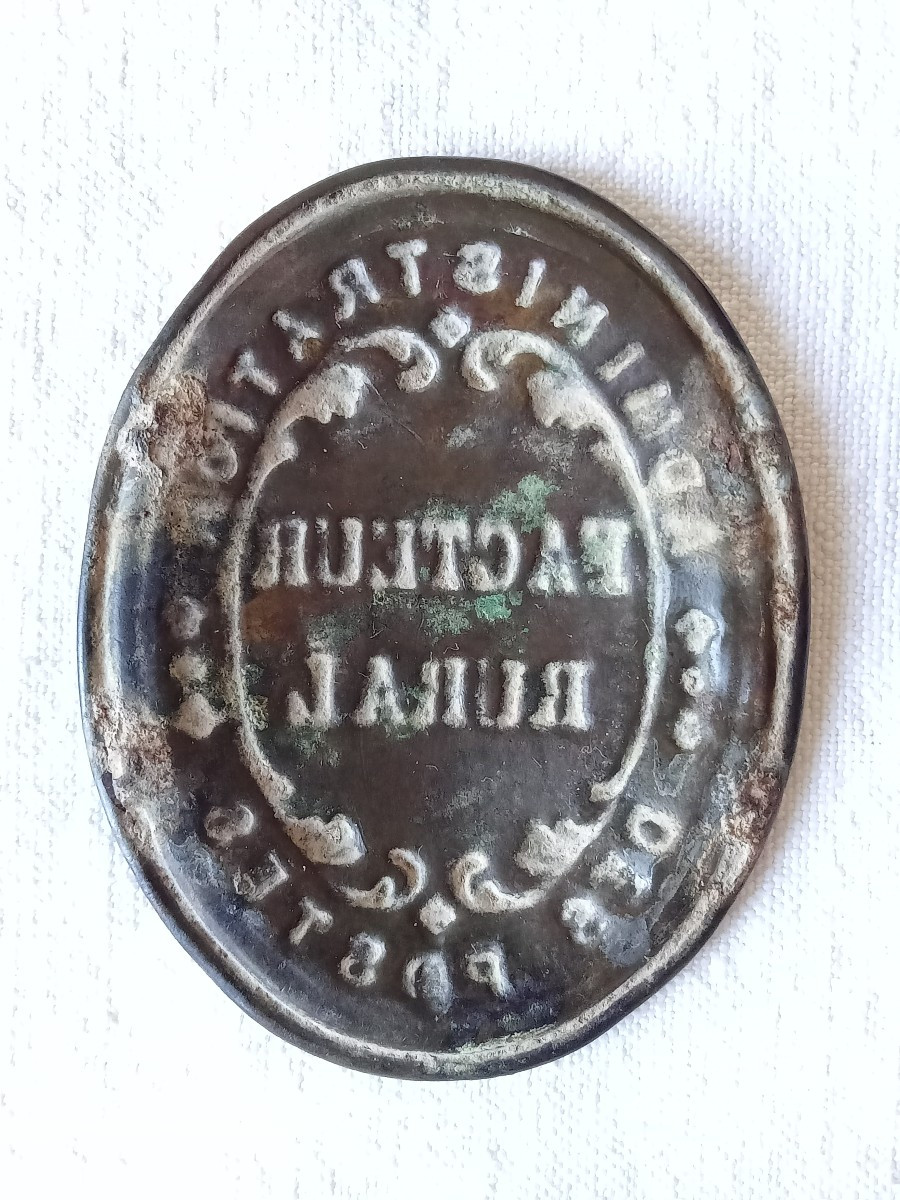 ADMINISTRATION
FACTEUR
RURAL
DES POSTES